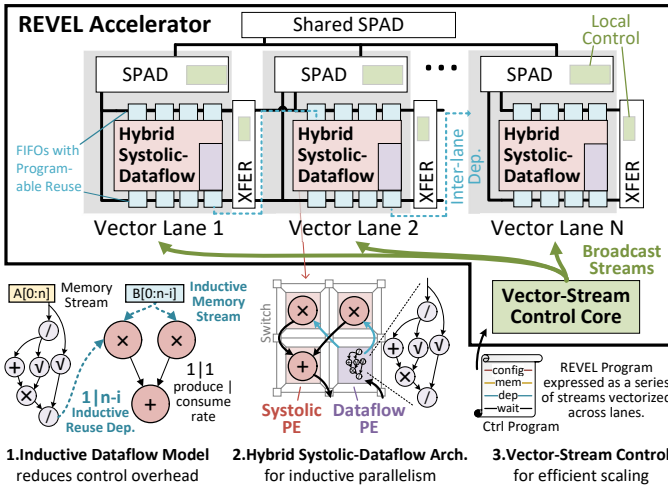 REVEL Accelerator
Shared SPAD
Local
Control
SPAD
SPAD
SPAD
FIFOs with
Program-
able Reuse
Hybrid
Systolic-
Dataflow
XFER
Hybrid
Systolic-
Dataflow
XFER
Inter-lane
Dep.
Hybrid
Systolic-
Dataflow
XFER
Vector Lane 1
Vector Lane 2
Vector Lane N
Broadcast
Streams
A[0:n]
Memory
Stream
B[0:n-i]
Inductive
Memory
Stream
/
+
√
√
×
/
×
×
+
1|n-i
Inductive
Reuse Dep.
1|1
produce |
consume
rate
Switch
×
×
+
Systolic
PE
Dataflow
PE
/
+
√
√
×
/
Vector-Stream
Control Core
config
mem
dep
wait
Ctrl Program
REVEL Program
expressed as a series
of streams vectorized
across lanes.
1.Inductive Dataflow Model
reduces control overhead
2.Hybrid Systolic-Dataflow Arch.
for inductive parallelism
3.Vector-Stream Control
for efficient scaling